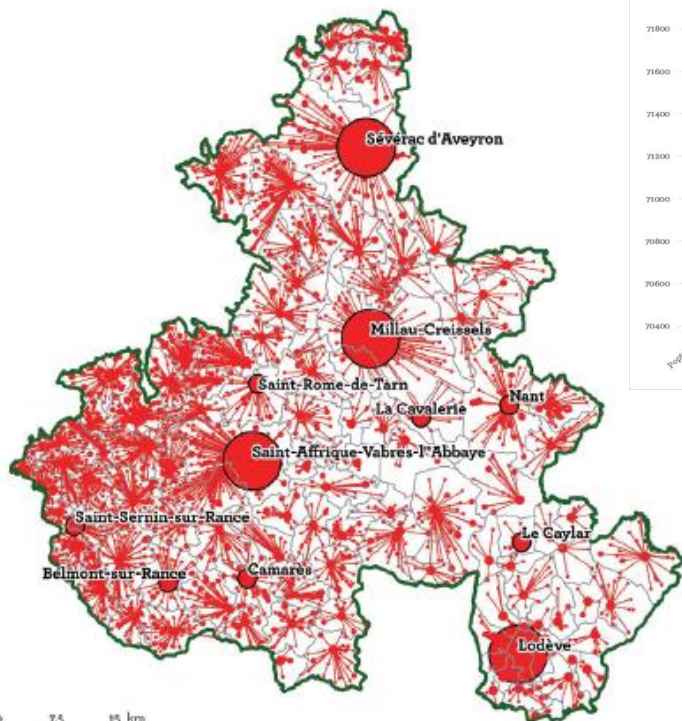 71800
71600
71400
71200
71000
70800
70600
70400
Sévérac d'Aveyron
Millau-Creissels
Saint-Rome-de-Tarn
La Cavalerie
Nant
Saint-Affrique-Vabres-l''Abbaye
Saint-Sernin-sur-Rance
Le Caylar
Belmont-sur-Rance
Camarès
Lodève
7.5 15 km